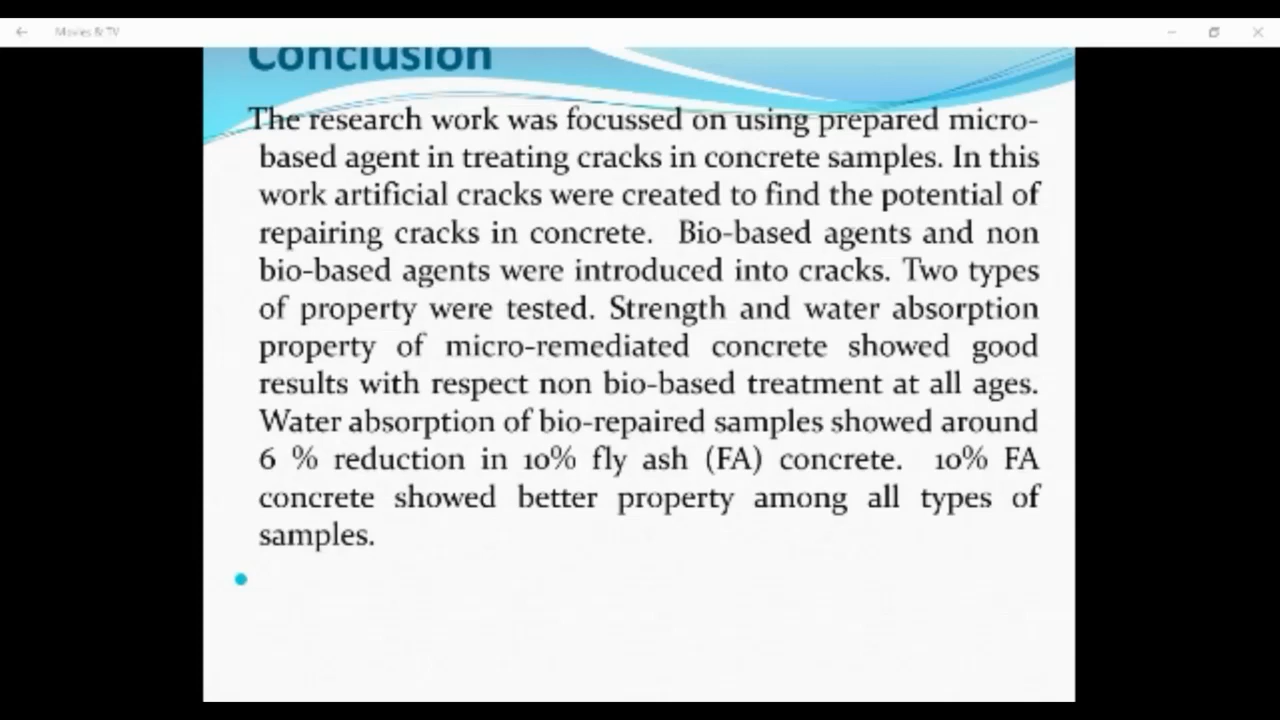 Movies & TV
Conclusion
The research work was focussed on using prepared micro-
based agent in treating cracks in concrete samples. In this
work artificial cracks were created to find the potential of
repairing cracks in concrete. Bio-based agents and non
bio-based agents were introduced into cracks. Two types
of property were tested. Strength and water absorption
property of micro-remediated concrete showed good
results with respect non bio-based treatment at all ages.
Water absorption of bio-repaired samples showed around
6 % reduction in 10% fly ash (FA) concrete. 10% FA
concrete showed better property among all types of
samples.